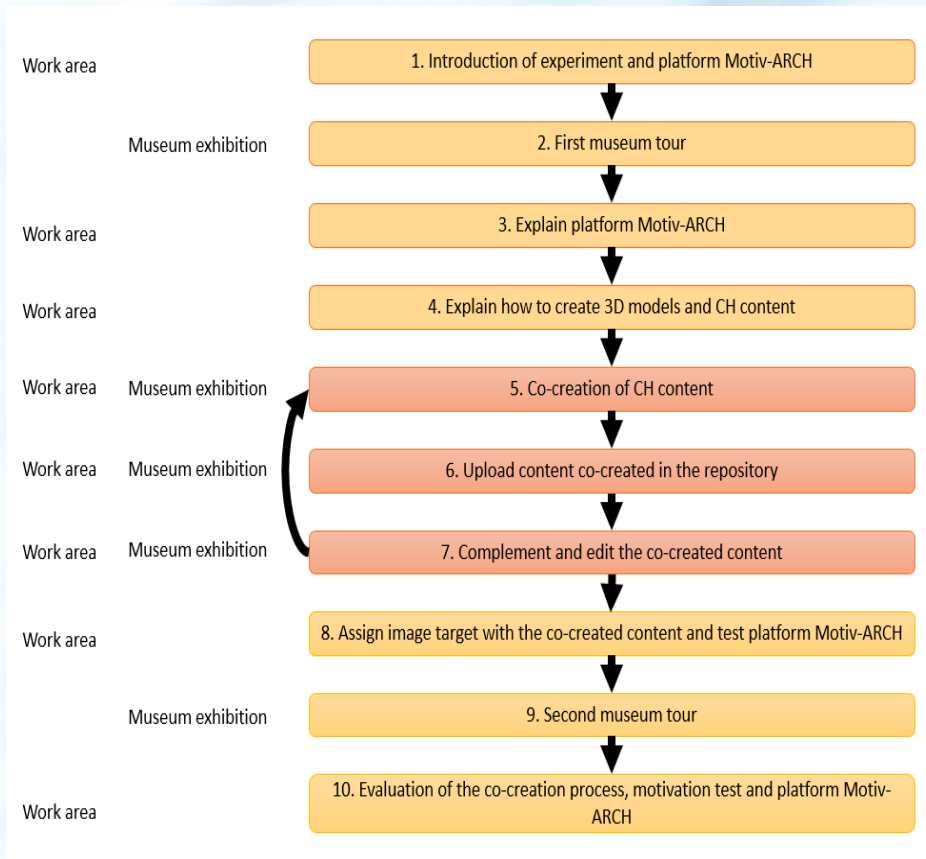 Work area
1. Introduction of experiment and platform Motiv-ARCH
Museum exhibition
2. First museum tour
Work area
3. Explain platform Motiv-ARCH
Work area
4. Explain how to create 3D models and CH content
Work area
Museum exhibition
5. Co-creation of CH content
Work area
Museum exhibition
6. Upload content co-created in the repository
Work area
Museum exhibition
7. Complement and edit the co-created content
Work area
8. Assign image target with the co-created content and test platform Motiv-ARCH
Museum exhibition
9. Second museum tour
Work area
10. Evaluation of the co-creation process, motivation test and platform Motiv-
ARCH